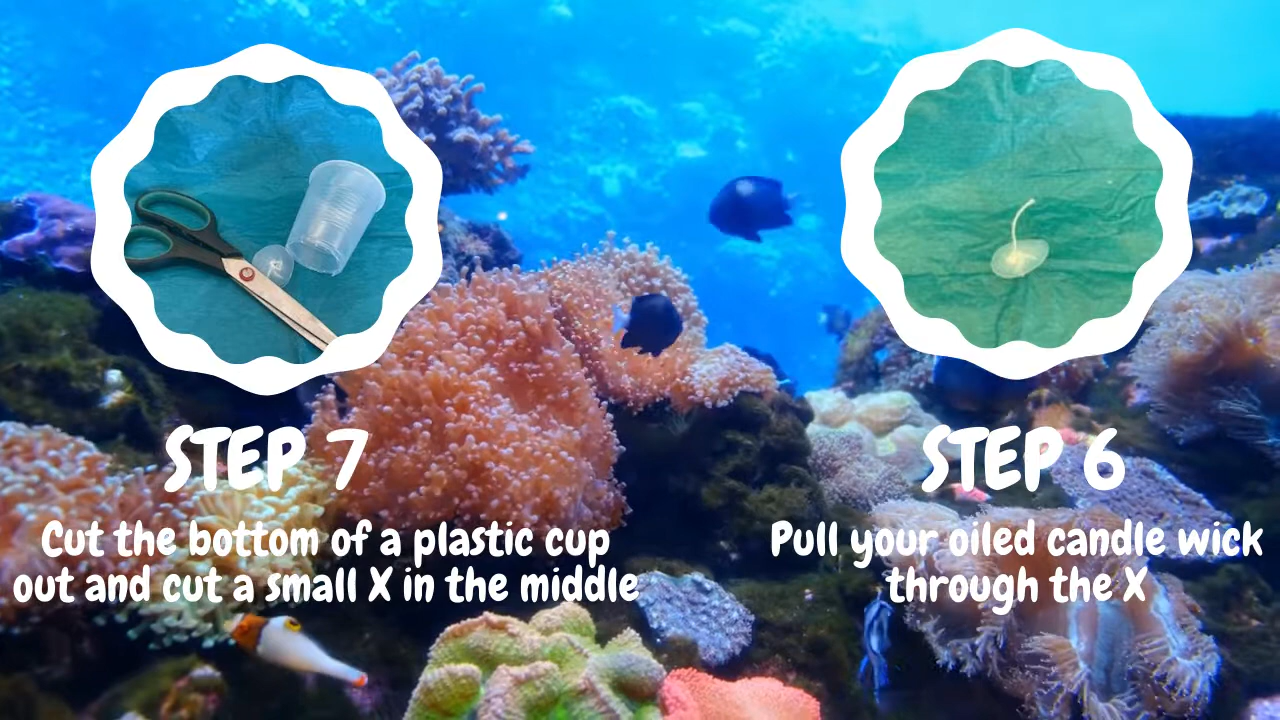 STEP 7
Cut the bottom of a plastic cup
out and cut a small X in the middle
STEP 6
Pull your oiled candle wick
through the X